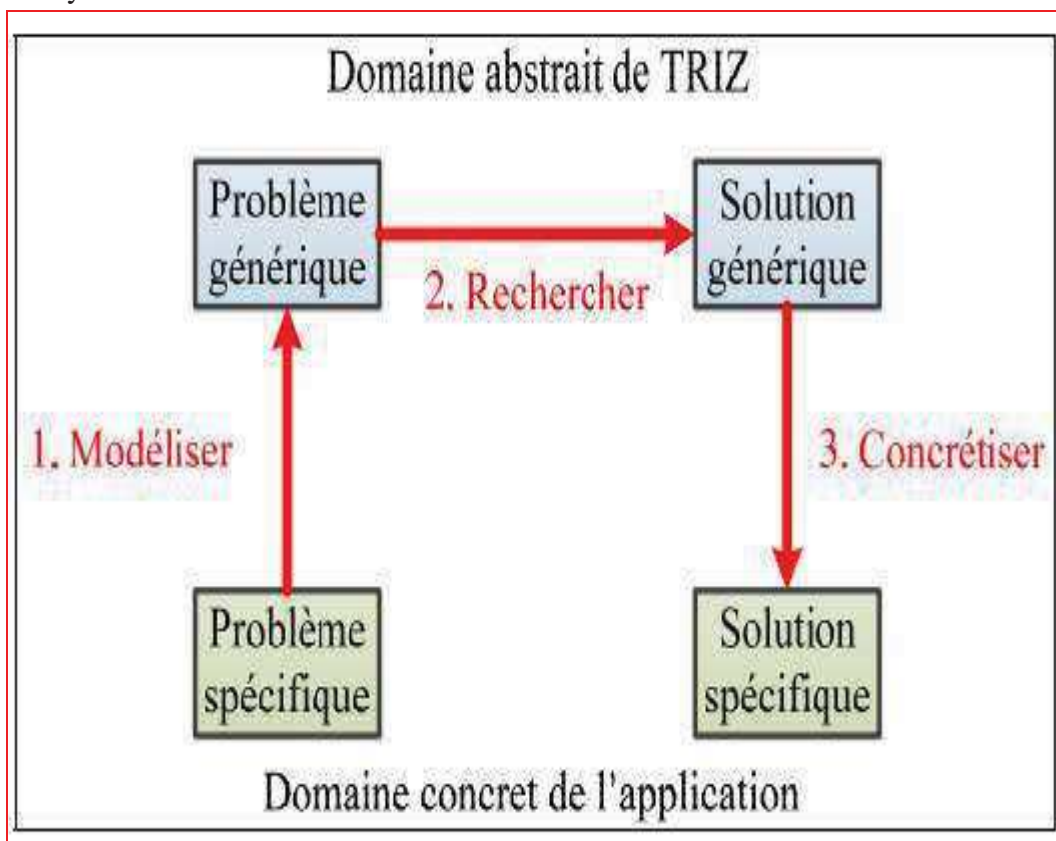 Domaine abstrait de TRIZ
Problème
générique
Solution
générique
2. Rechercher
1. Modéliser
3. Concrétiser
Problème
spécifique
Solution
spécifique
Domaine concret de l'application